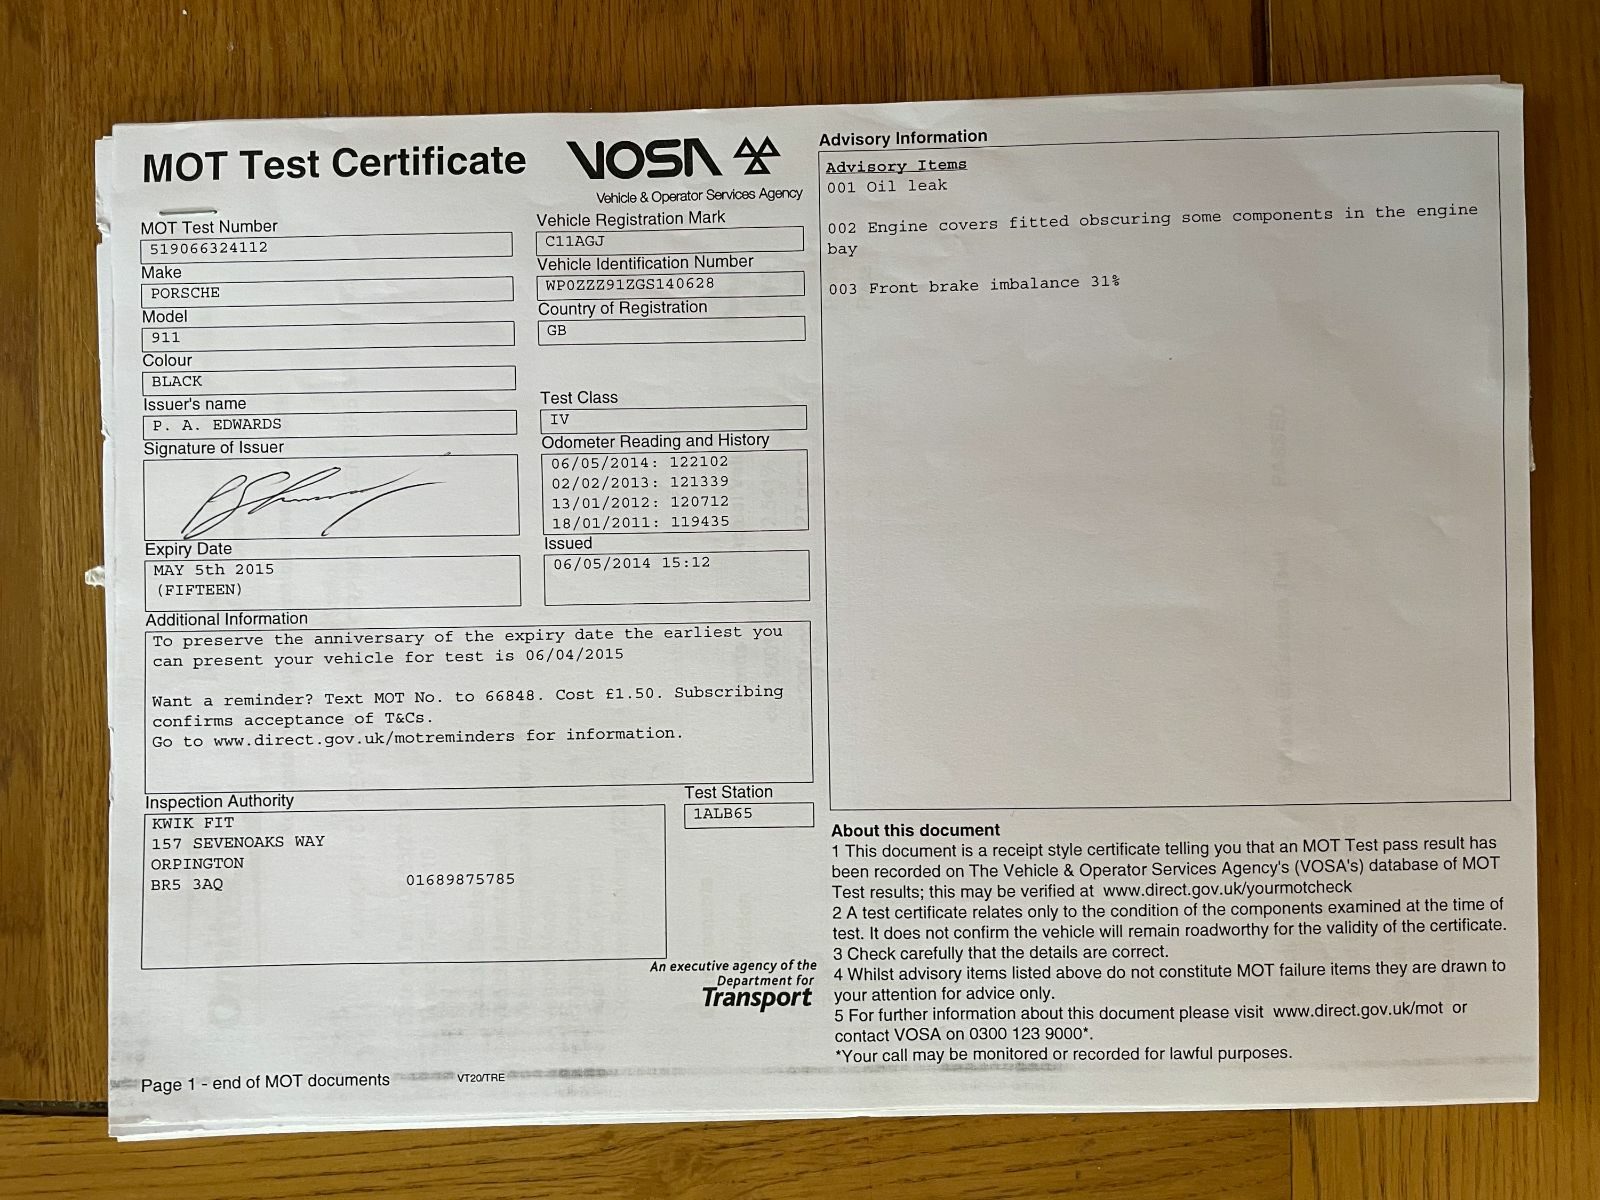 MOT Test Certificate
VOSA
Vehicle & Operator Services Agency
MOT Test Number
519066324112
Make
PORSCHE
Model
911
Colour
BLACK
Issuer's name
P. A. EDWARDS
Signature of Issuer
Expiry Date
MAY 5th 2015
(FIFTEEN)
Vehicle Registration Mark
C11AGJ
Vehicle Identification Number
WP0ZZZ91ZGS140628
Country of Registration
GB
Test Class
IV
Odometer Reading and History
06/05/2014: 122102
02/02/2013: 121339
13/01/2012: 120712
18/01/2011: 119435
Issued
06/05/2014 15:12
Additional Information
To preserve the anniversary of the expiry date the earliest you
can present your vehicle for test is 06/04/2015
Want a reminder? Text MOT No. to 66848. Cost £1.50. Subscribing
confirms acceptance of T&Cs.
Go to www.direct.gov.uk/motreminders for information.
Inspection Authority
KWIK FIT
157 SEVENOAKS WAY
ORPINGTON
BR5 3AQ 01689875785
Test Station
1ALB65
An executive agency of the
Department for
Transport
Page 1 - end of MOT documents
VT20/TRE
Advisory Information
Advisory Items
001 Oil leak
002 Engine covers fitted obscuring some components in the engine
bay
003 Front brake imbalance 31%
About this document
1 This document is a receipt style certificate telling you that an MOT Test pass result has
been recorded on The Vehicle & Operator Services Agency's (VOSA's) database of MOT
Test results; this may be verified at www.direct.gov.uk/yourmotcheck
2 A test certificate relates only to the condition of the components examined at the time of
test. It does not confirm the vehicle will remain roadworthy for the validity of the certificate.
3 Check carefully that the details are correct.
4 Whilst advisory items listed above do not constitute MOT failure items they are drawn to
your attention for advice only.
5 For further information about this document please visit www.direct.gov.uk/mot or
contact VOSA on 0300 123 9000*.
*Your call may be monitored or recorded for lawful purposes.